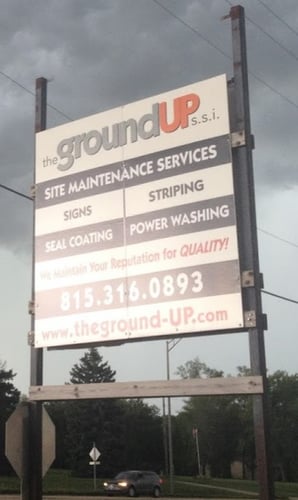 the groundUP s.s.i.
SITE MAINTENANCE SERVICES
SIGNS STRIPING
SEAL COATING POWER WASHING
We Maintain Your Reputation for QUALITY!
815.316.0893
www.theground-UP.com